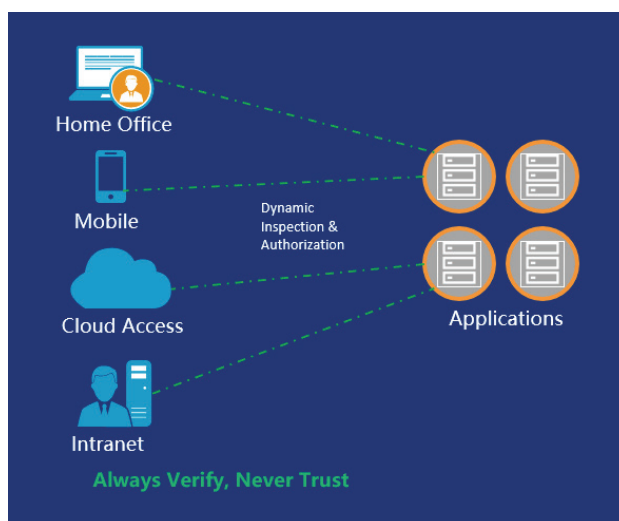 Home Office
Mobile
Dynamic
Inspection &
Authorization
Cloud Access
Applications
Intranet
Always Verify, Never Trust